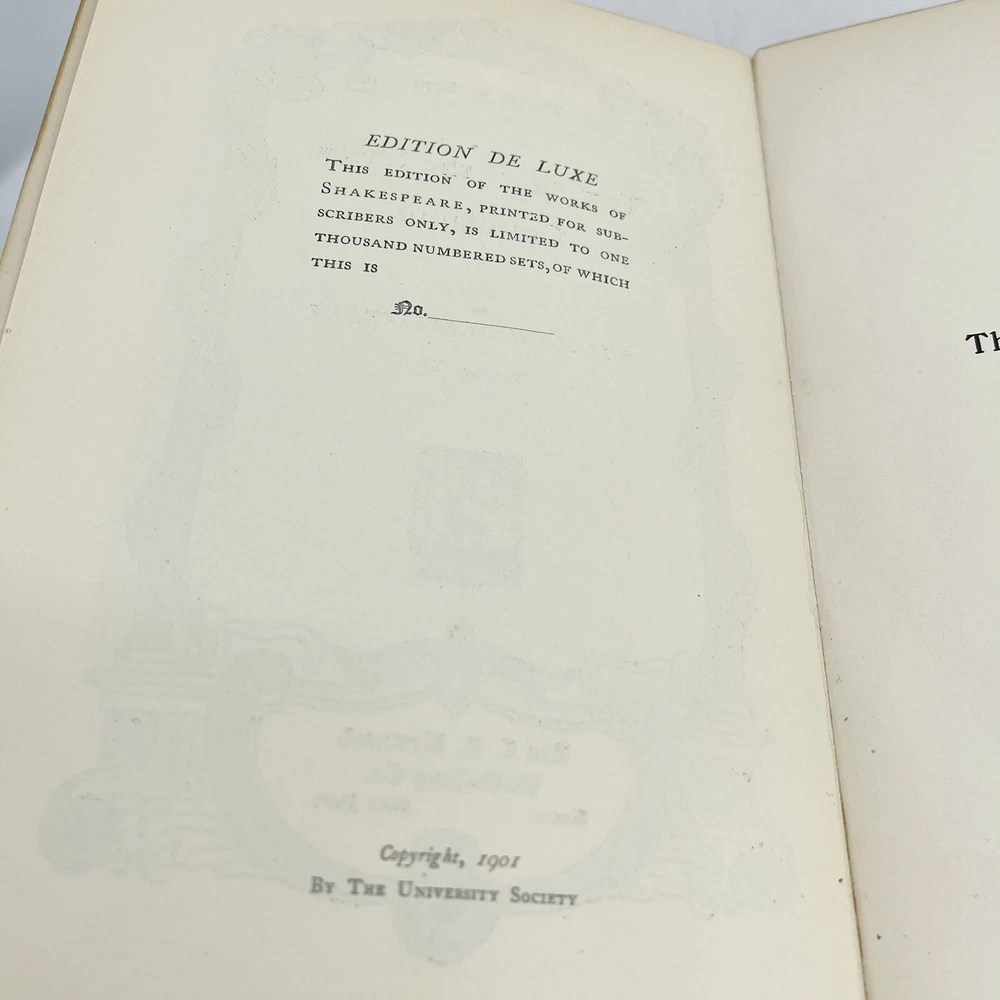 EDITION DE LUXE
THIS EDITION OF THE WORKS OF
SHAKESPEARE, PRINTED FOR SUB-
SCRIBERS ONLY, IS LIMITED TO ONE
THOUSAND NUMBERED SETS, OF WHICH
THIS IS
No.
Th
Copyright, 1901
BY THE UNIVERSITY SOCIETY